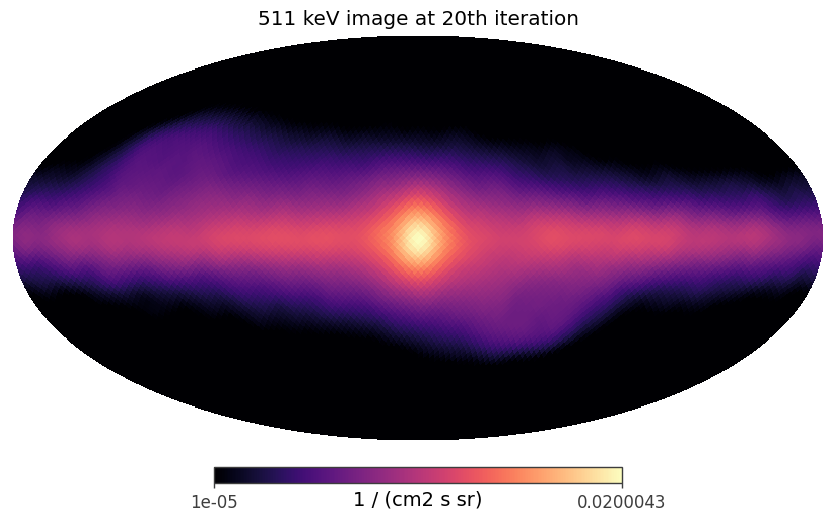 511 keV image at 20th iteration
1e-05 1 / (cm2 s sr) 0.0200043